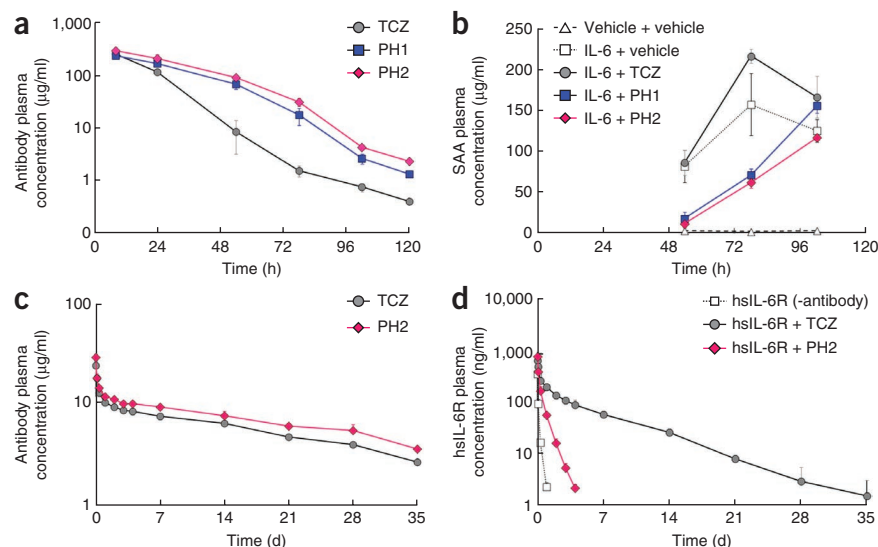 a
TCZ
PH1
PH2
Antibody plasma
concentration (µg/ml)
1,000
100
10
1
0
0
24
48
72
96
120
Time (h)
b
Vehicle + vehicle
IL-6 + vehicle
IL-6 + TCZ
IL-6 + PH1
IL-6 + PH2
SAA plasma
concentration (µg/ml)
250
200
150
100
50
0
0
24
48
72
96
120
Time (h)
c
TCZ
PH2
Antibody plasma
concentration (µg/ml)
100
10
1
0
7
14
21
28
35
Time (d)
d
hsIL-6R (-antibody)
hsIL-6R + TCZ
hsIL-6R + PH2
hsIL-6R plasma
concentration (ng/ml)
10,000
1,000
100
10
1
0
7
14
21
28
35
Time (d)